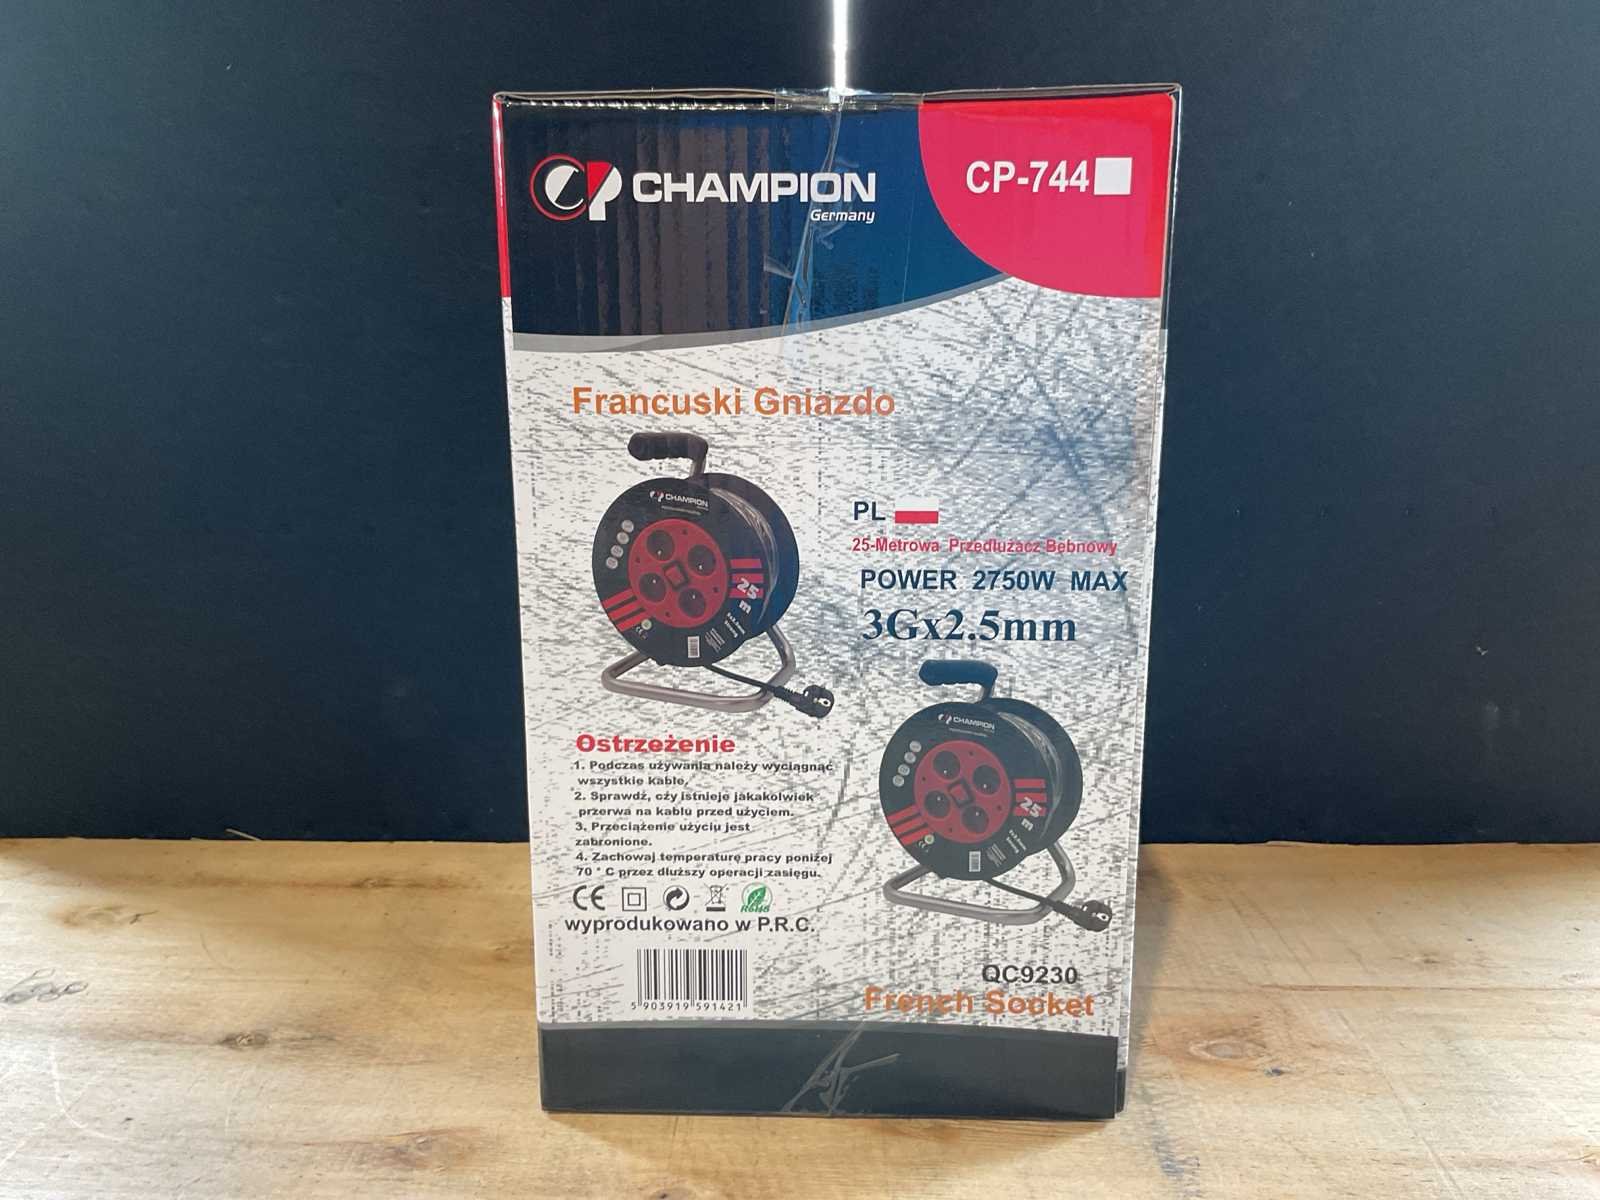 CHAMPION
Germany
CP-744
Francuski Gniazdo
CHAMPION
25
m
PL
25-Metrowa Przedłużacz Bębnowy
POWER 2750W MAX
3Gx2.5mm
CHAMPION
25
m
Ostrzeżenie
1. Podczas używania należy wyciągnąć
wszystkie kable.
2. Sprawdź, czy istnieje jakakolwiek
przerwa na kablu przed użyciem.
3. Przeciążenie użyciu jest
zabronione.
4. Zachowaj temperaturę pracy poniżej
70 ° C przez dłuższy operacji zasięgu.
CE
RoHS
wyprodukowano w P.R.C.
5 903919 591421
QC9230
French Socket